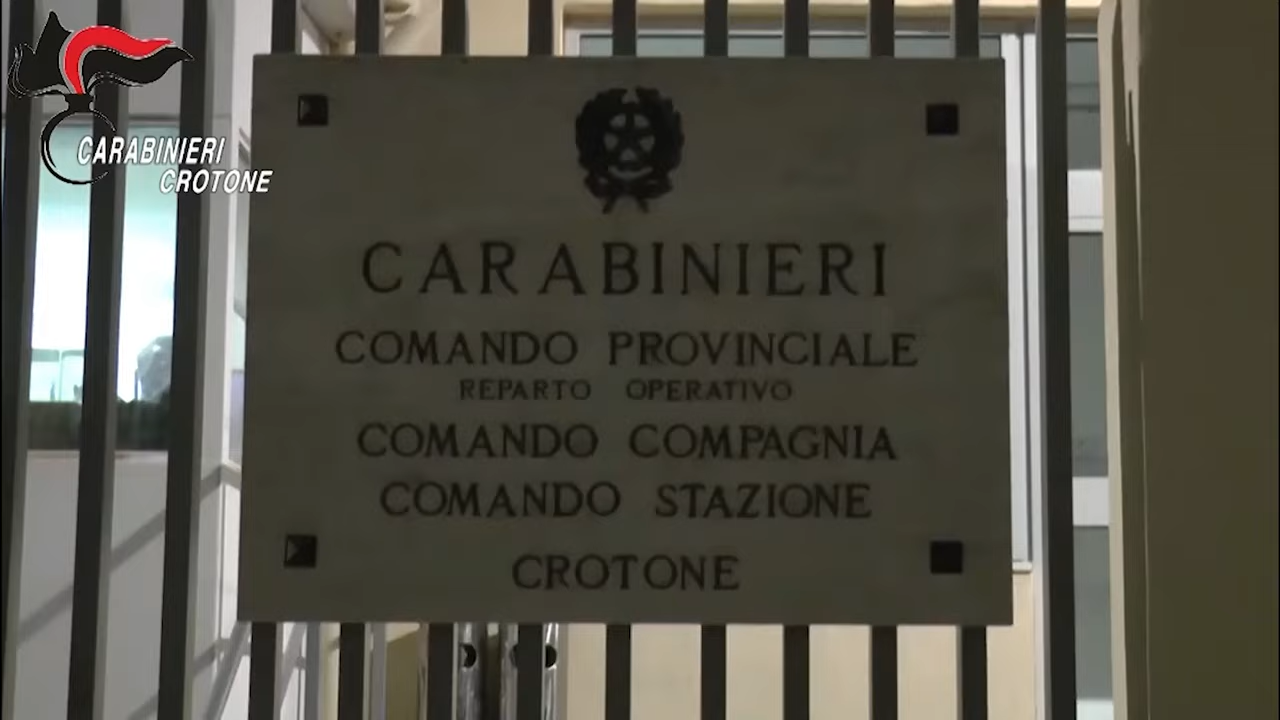 CARABINIERI
CROTONE
CARABINIERI
COMANDO PROVINCIALE
REPARTO OPERATIVO
COMANDO COMPAGNIA
COMANDO STAZIONE
CROTONE